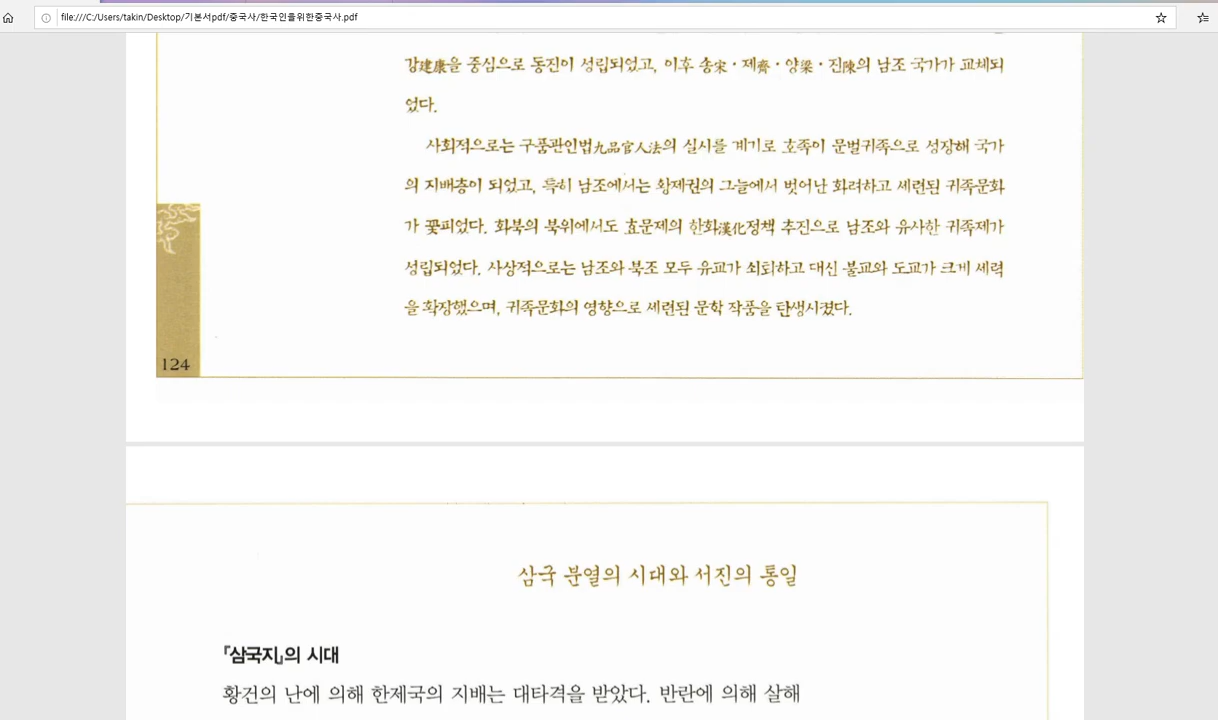 file:///C:/Users/takin/Desktop/기본서pdf/중국사/한국인을위한중국사.pdf
강建康을 중심으로 동진이 성립되었고, 이후 송宋·제齊·양梁·진陳의 남조 국가가 교체되
었다.
사회적으로는 구품관인법九品官人法의 실시를 계기로 호족이 문벌귀족으로 성장해 국가
의 지배층이 되었고, 특히 남조에서는 황제권의 그늘에서 벗어난 화려하고 세련된 귀족문화
가 꽃피었다. 화북의 북위에서도 효문제의 한화漢化정책 추진으로 남조와 유사한 귀족제가
성립되었다. 사상적으로는 남조와 북조 모두 유교가 쇠퇴하고 대신 불교와 도교가 크게 세력
을 확장했으며, 귀족문화의 영향으로 세련된 문학 작품을 탄생시켰다.
124
삼국 분열의 시대와 서진의 통일
『삼국지』의 시대
황건의 난에 의해 한제국의 지배는 대타격을 받았다. 반란에 의해 살해